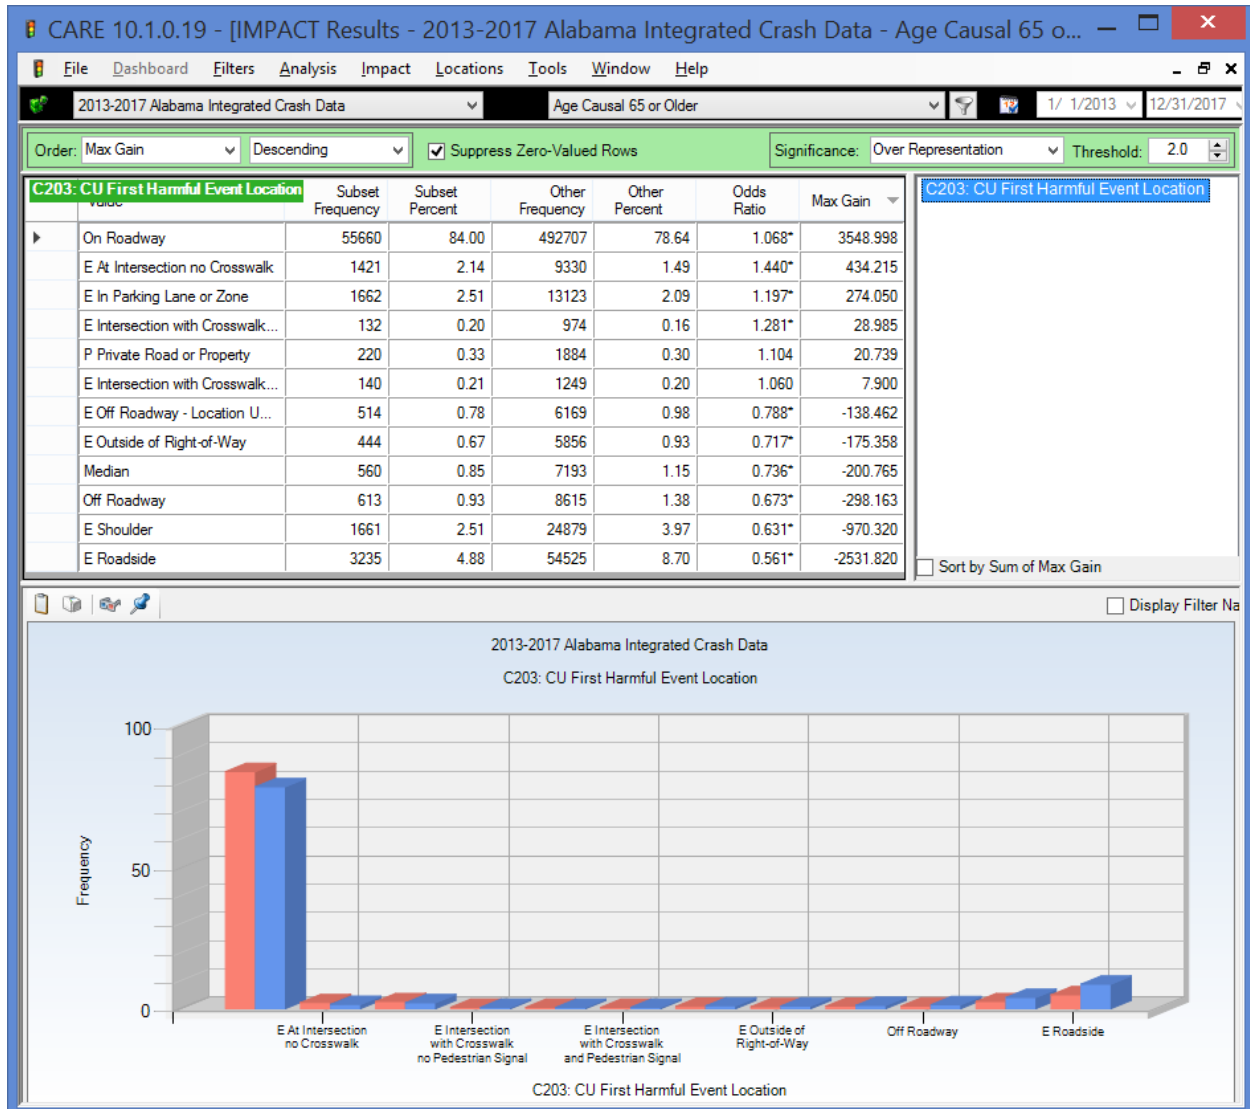 CARE 10.1.0.19 - [IMPACT Results - 2013-2017 Alabama Integrated Crash Data - Age Causal 65 o...
File Dashboard Filters Analysis Impact Locations Tools Window Help
2013-2017 Alabama Integrated Crash Data Age Causal 65 or Older 1/ 1/2013 12/31/2017
Order: Max Gain Descending Suppress Zero-Valued Rows Significance: Over Representation Threshold: 2.0
C203: CU First Harmful Event Location Subset Frequency Subset Percent Other Frequency Other Percent Odds Ratio Max Gain
On Roadway 55660 84.00 492707 78.64 1.068* 3548.998
E At Intersection no Crosswalk 1421 2.14 9330 1.49 1.440* 434.215
E In Parking Lane or Zone 1662 2.51 13123 2.09 1.197* 274.050
E Intersection with Crosswalk... 132 0.20 974 0.16 1.281* 28.985
P Private Road or Property 220 0.33 1884 0.30 1.104 20.739
E Intersection with Crosswalk... 140 0.21 1249 0.20 1.060 7.900
E Off Roadway - Location U... 514 0.78 6169 0.98 0.788* -138.462
E Outside of Right-of-Way 444 0.67 5856 0.93 0.717* -175.358
Median 560 0.85 7193 1.15 0.736* -200.765
Off Roadway 613 0.93 8615 1.38 0.673* -298.163
E Shoulder 1661 2.51 24879 3.97 0.631* -970.320
E Roadside 3235 4.88 54525 8.70 0.561* -2531.820
C203: CU First Harmful Event Location
Sort by Sum of Max Gain
Display Filter Na
2013-2017 Alabama Integrated Crash Data
C203: CU First Harmful Event Location
100
50
0
Frequency
E At Intersection
no Crosswalk
E Intersection
with Crosswalk
no Pedestrian Signal
E Intersection
with Crosswalk
and Pedestrian Signal
E Outside of
Right-of-Way
Off Roadway
E Roadside
C203: CU First Harmful Event Location